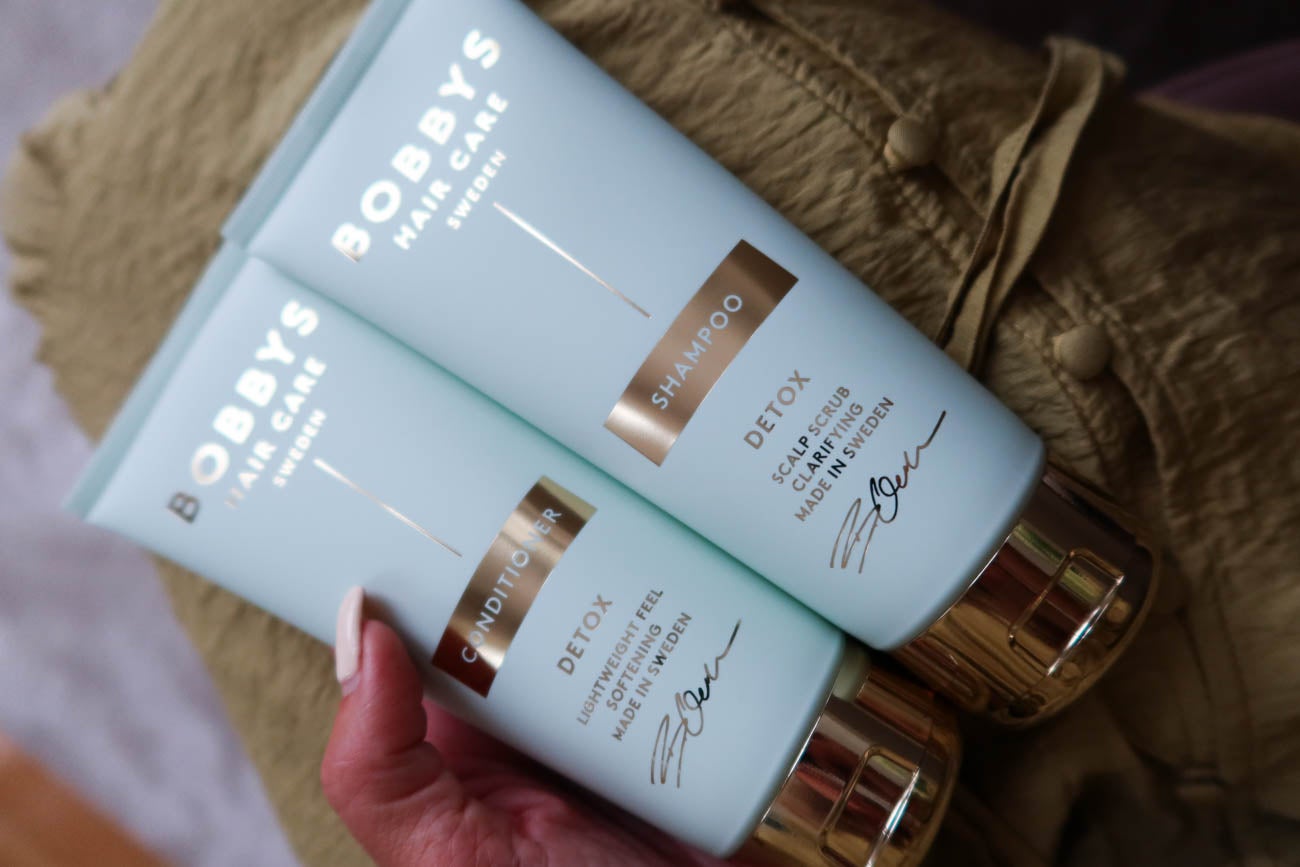 BOBBYS
HAIR CARE
SWEDEN
SHAMPOO
DETOX
SCALP SCRUB
CLARIFYING
MADE IN SWEDEN
BOBBYS
HAIR CARE
SWEDEN
CONDITIONER
DETOX
LIGHTWEIGHT FEEL
SOFTENING
MADE IN SWEDEN